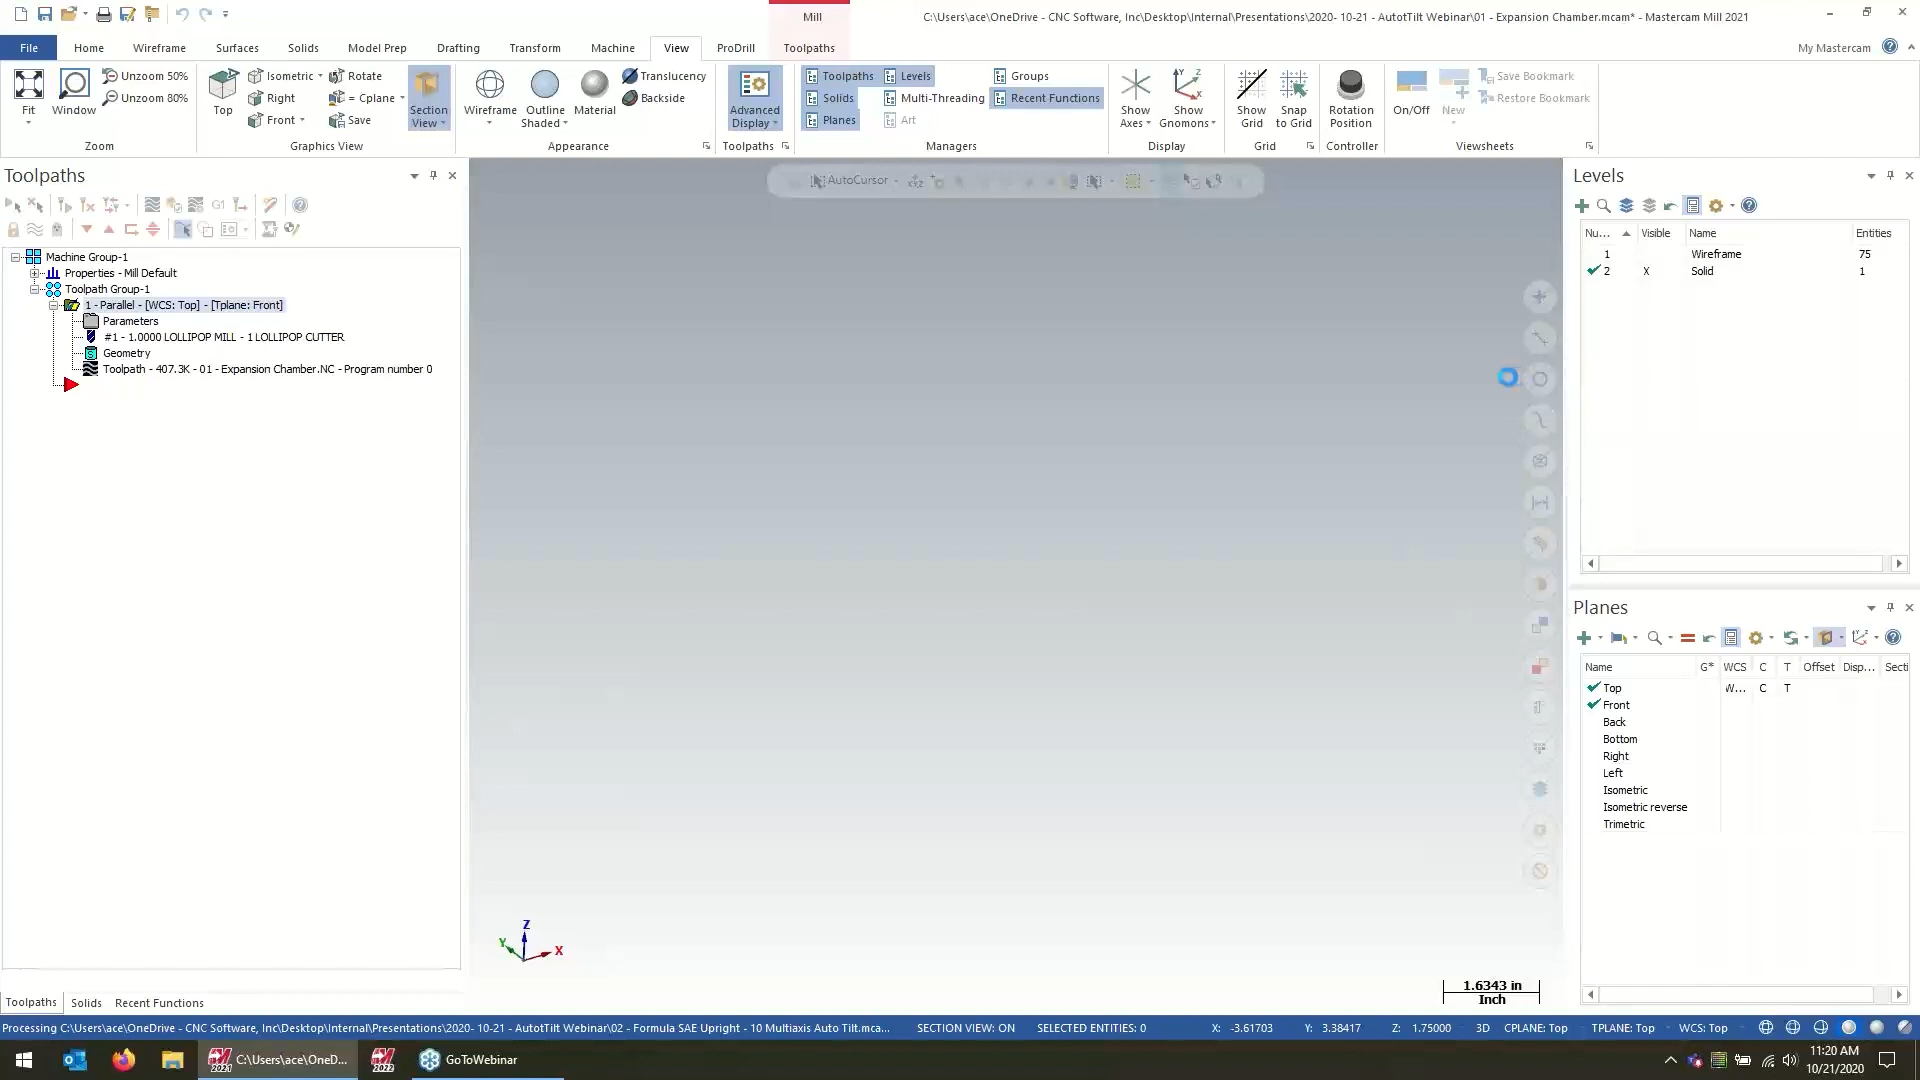 Mill
C:\Users\ace\OneDrive - CNC Software, Inc\Desktop\Internal\Presentations\2020- 10-21 - AutotTilt Webinar\01 - Expansion Chamber.mcam* - Mastercam Mill 2021
File Home Wireframe Surfaces Solids Model Prep Drafting Transform Machine View ProDrill Toolpaths My Mastercam
Fit Window Unzoom 50% Unzoom 80%
Zoom
Top Isometric Right Front Rotate = Cplane Save Section View
Graphics View
Wireframe Outline Shaded Material Translucency Backside
Appearance
Advanced Display
Toolpaths
Toolpaths Levels Groups
Solids Multi-Threading Recent Functions
Planes Art
Managers
Show Axes Show Gnomons
Display
Show Grid Snap to Grid
Grid
Rotation Position
Controller
On/Off New Save Bookmark Restore Bookmark
Viewsheets
Toolpaths
G1
Machine Group-1
Properties - Mill Default
Toolpath Group-1
1 - Parallel - [WCS: Top] - [Tplane: Front]
Parameters
#1 - 1.0000 LOLLIPOP MILL - 1 LOLLIPOP CUTTER
Geometry
Toolpath - 407.3K - 01 - Expansion Chamber.NC - Program number 0
AutoCursor
Z
Y
X
1.6343 in
Inch
Levels
Nu... Visible Name Entities
1 Wireframe 75
2 X Solid 1
Planes
Name G* WCS C T Offset Disp... Secti
Top W... C T
Front
Back
Bottom
Right
Left
Isometric
Isometric reverse
Trimetric
Toolpaths Solids Recent Functions
Processing C:\Users\ace\OneDrive - CNC Software, Inc\Desktop\Internal\Presentations\2020- 10-21 - AutotTilt Webinar\02 - Formula SAE Upright - 10 Multiaxis Auto Tilt.mca... SECTION VIEW: ON SELECTED ENTITIES: 0 X: -3.61703 Y: 3.38417 Z: 1.75000 3D CPLANE: Top TPLANE: Top WCS: Top
C:\Users\ace\OneD... GoToWebinar
11:20 AM
10/21/2020